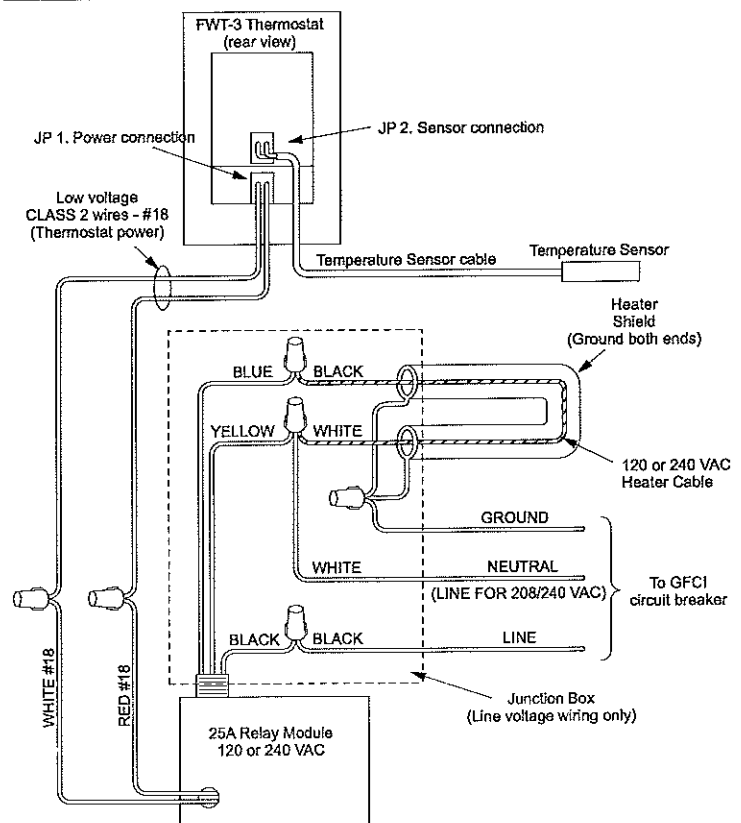 FWT-3 Thermostat
(rear view)
JP 1. Power connection
JP 2. Sensor connection
Low voltage
CLASS 2 wires - #18
(Thermostat power)
Temperature Sensor cable
Temperature Sensor
Heater
Shield
(Ground both ends)
BLUE
BLACK
YELLOW
WHITE
120 or 240 VAC
Heater Cable
GROUND
WHITE
NEUTRAL
(LINE FOR 208/240 VAC)
To GFCI
circuit breaker
BLACK
BLACK
LINE
WHITE #18
RED #18
Junction Box
(Line voltage wiring only)
25A Relay Module
120 or 240 VAC